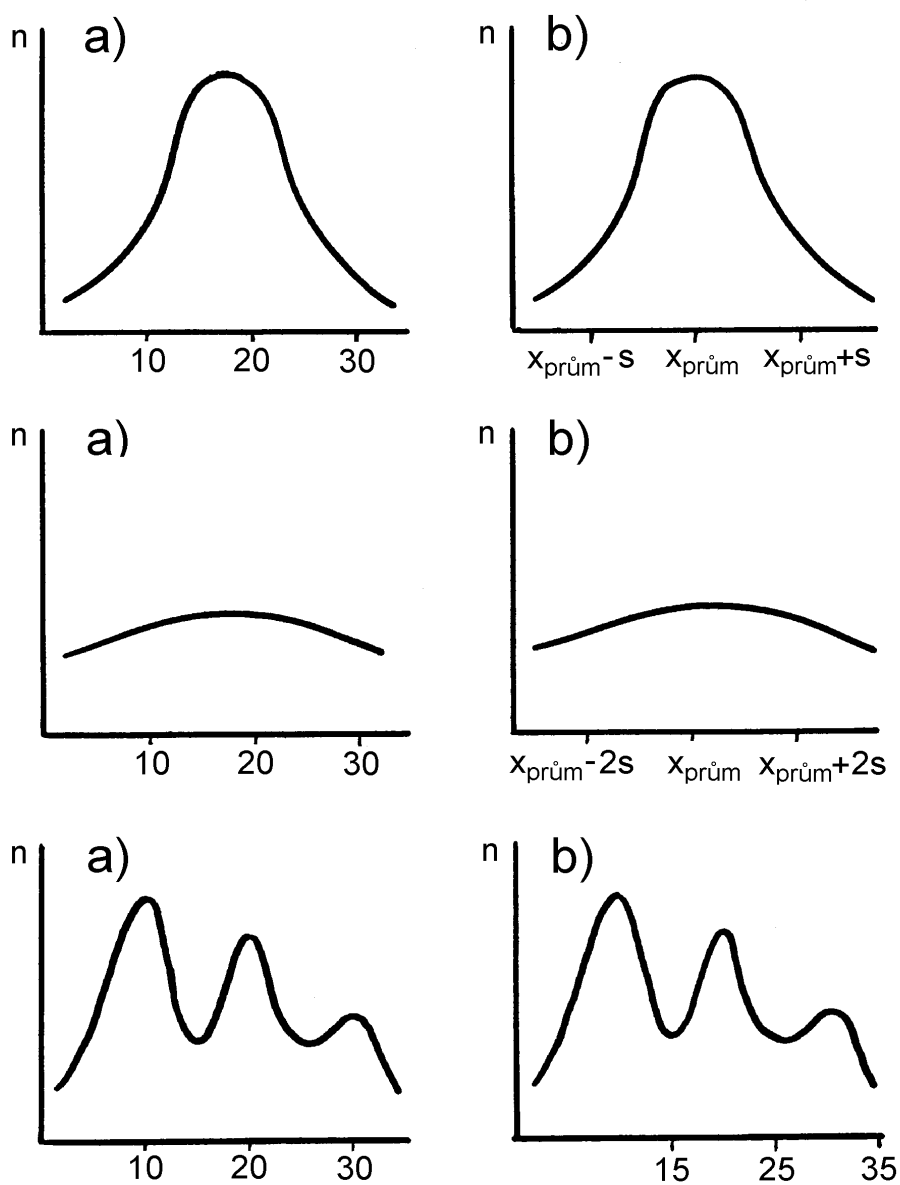 n a) n b)
10 20 30 xprům-s xprům xprům+s
n a) n b)
10 20 30 xprům-2s xprům xprům+2s
n a) n b)
10 20 30 15 25 35